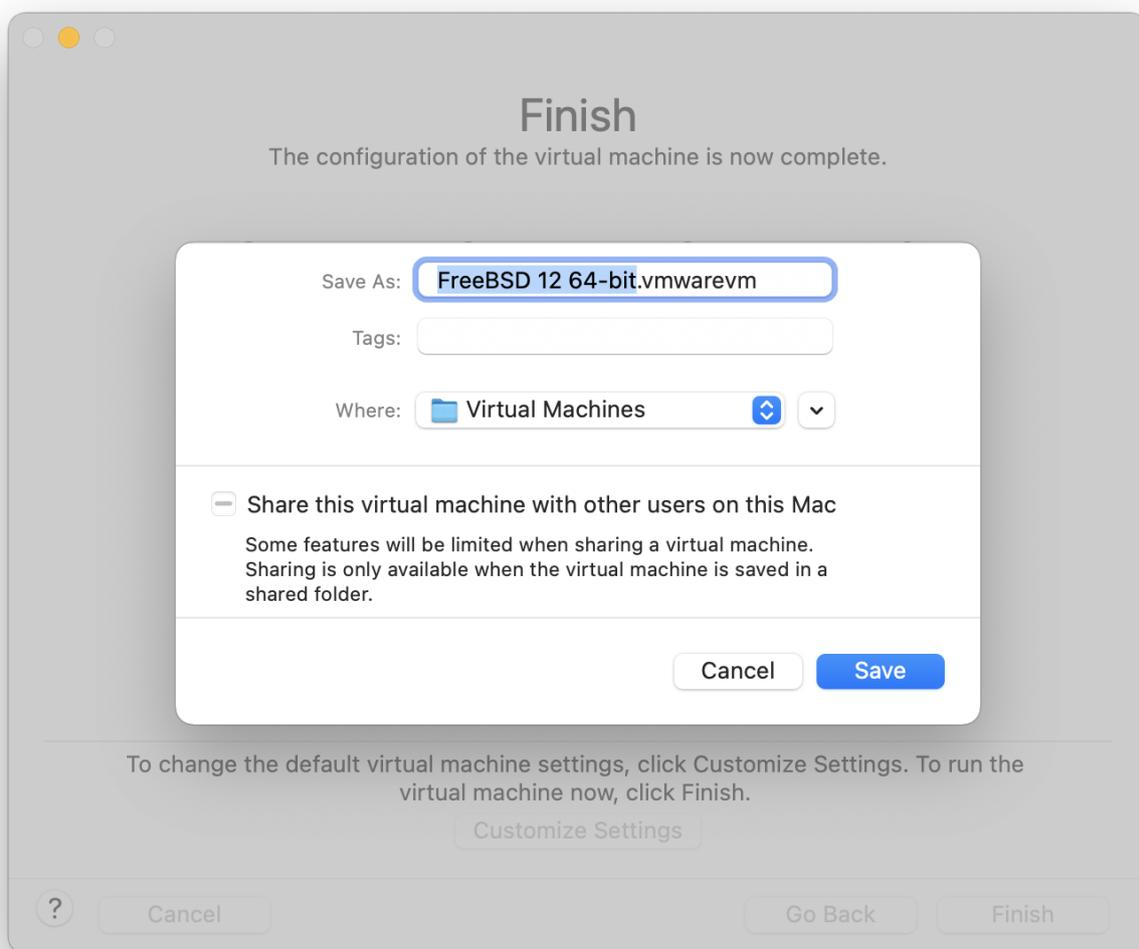 Finish
The configuration of the virtual machine is now complete.
Save As: FreeBSD 12 64-bit.vmwarevm
Tags:
Where: Virtual Machines
Share this virtual machine with other users on this Mac
Some features will be limited when sharing a virtual machine.
Sharing is only available when the virtual machine is saved in a
shared folder.
Cancel Save
To change the default virtual machine settings, click Customize Settings. To run the
virtual machine now, click Finish.
Customize Settings
? Cancel Go Back Finish